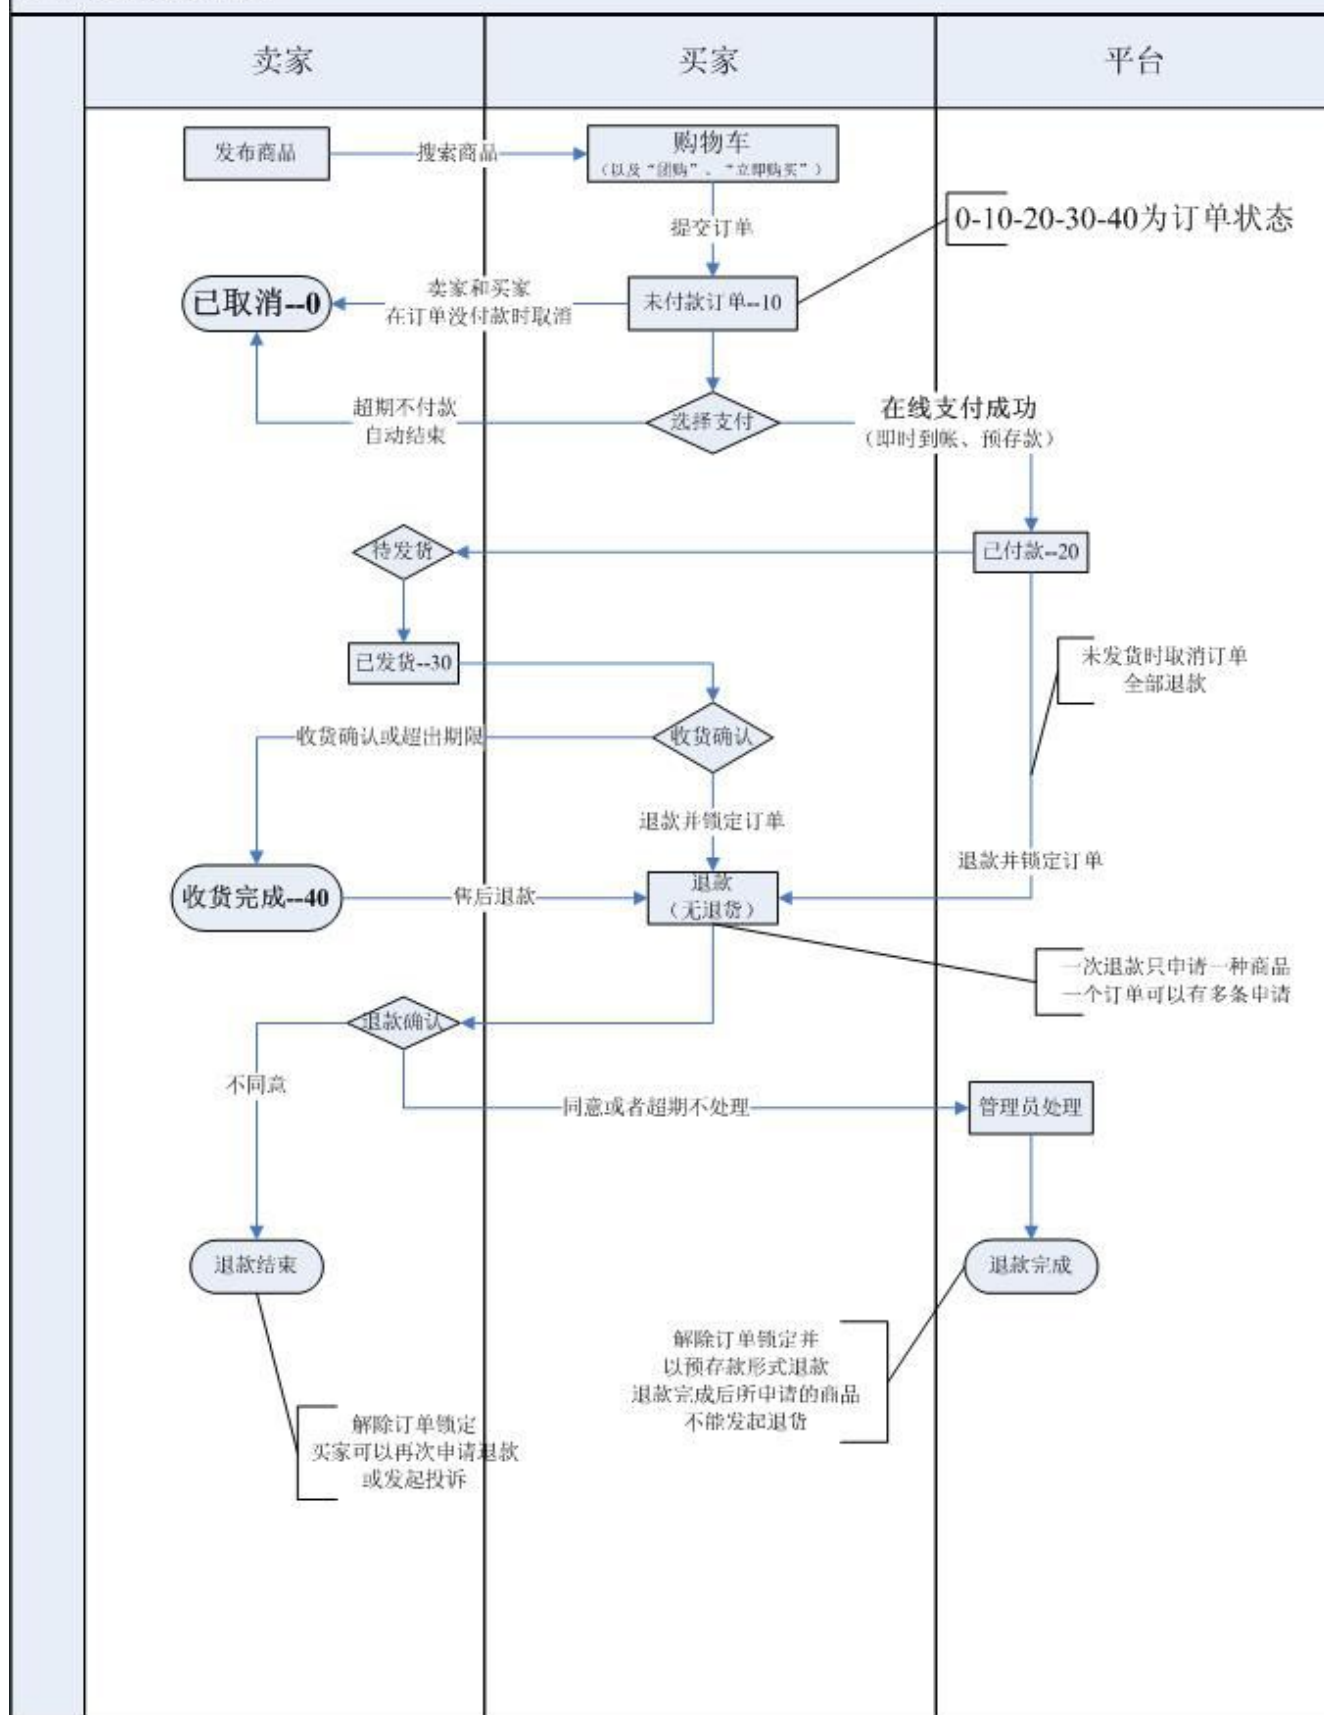 卖家
买家
平台
发布商品
搜索商品
购物车
（以及“团购”、“立即购买”）
提交订单
0-10-20-30-40为订单状态
已取消--0
卖家和买家
在订单没付款时取消
未付款订单--10
超期不付款
自动结束
选择支付
在线支付成功
（即时到帐、预存款）
待发货
已付款--20
已发货--30
未发货时取消订单
全部退款
收货确认或超出期限
收货确认
退款并锁定订单
退款并锁定订单
收货完成--40
售后退款
退款
（无退货）
一次退款只申请一种商品
一个订单可以有多条申请
退款确认
不同意
同意或者超期不处理
管理员处理
退款结束
退款完成
解除订单锁定并
以预存款形式退款
退款完成后所申请的商品
不能发起退货
解除订单锁定
买家可以再次申请退款
或发起投诉